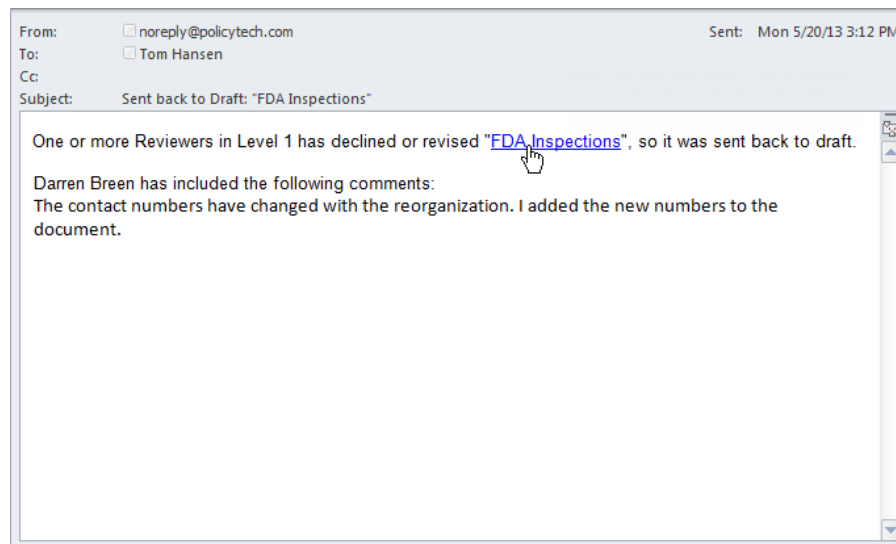 From: noreply@policytech.com Sent: Mon 5/20/13 3:12 PM
To: Tom Hansen
Cc:
Subject: Sent back to Draft: "FDA Inspections"
One or more Reviewers in Level 1 has declined or revised "FDA Inspections", so it was sent back to draft.
Darren Breen has included the following comments:
The contact numbers have changed with the reorganization. I added the new numbers to the
document.